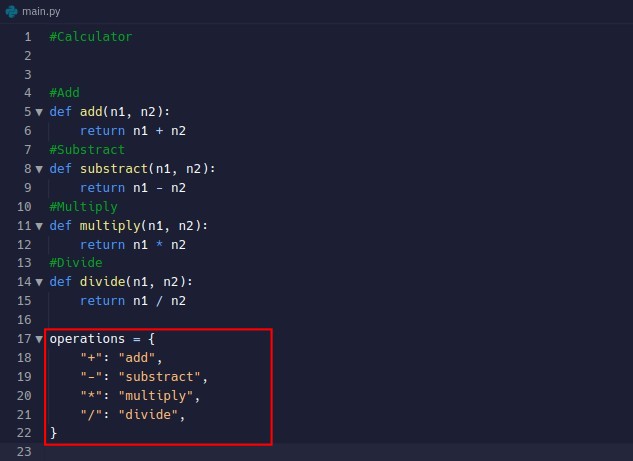 main.py
1 #Calculator
2
3
4 #Add
5 def add(n1, n2):
6     return n1 + n2
7 #Substract
8 def substract(n1, n2):
9     return n1 - n2
10 #Multiply
11 def multiply(n1, n2):
12     return n1 * n2
13 #Divide
14 def divide(n1, n2):
15     return n1 / n2
16
17 operations = {
18     "+": "add",
19     "-": "substract",
20     "*": "multiply",
21     "/": "divide",
22 }
23